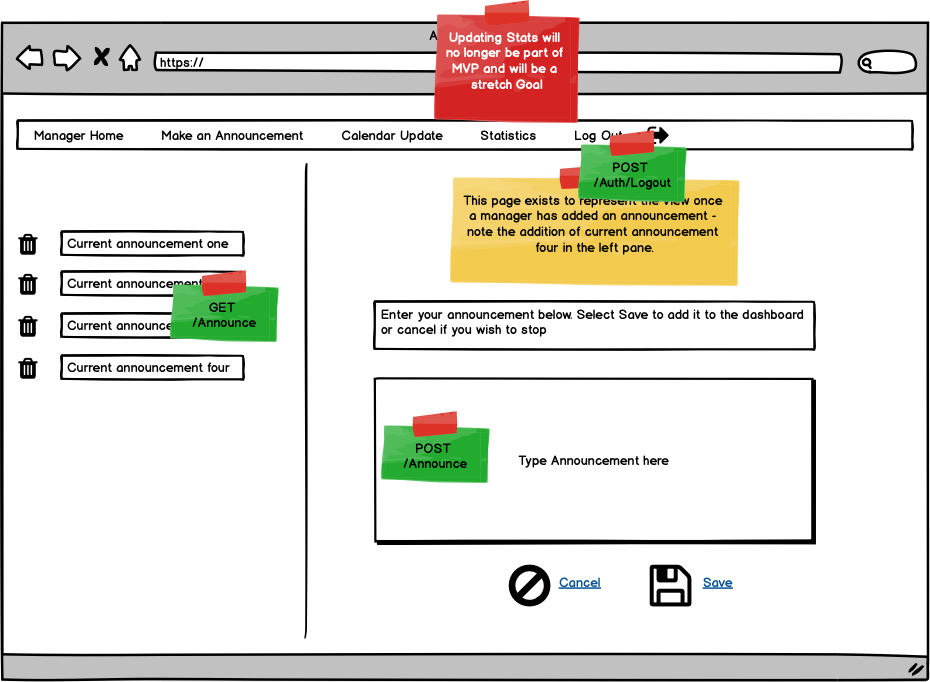 A
Updating Stats will
no longer be part of
MVP and will be a
stretch Goal
https://
Manager Home
Make an Announcement
Calendar Update
Statistics
Log Out
POST
/Auth/Logout
This page exists to represent the view once
a manager has added an announcement -
note the addition of current announcement
four in the left pane.
Current announcement one
Current announcement
Current announce
GET
/Announce
Current announcement four
Enter your announcement below. Select Save to add it to the dashboard
or cancel if you wish to stop
POST
/Announce
Type Announcement here
Cancel
Save